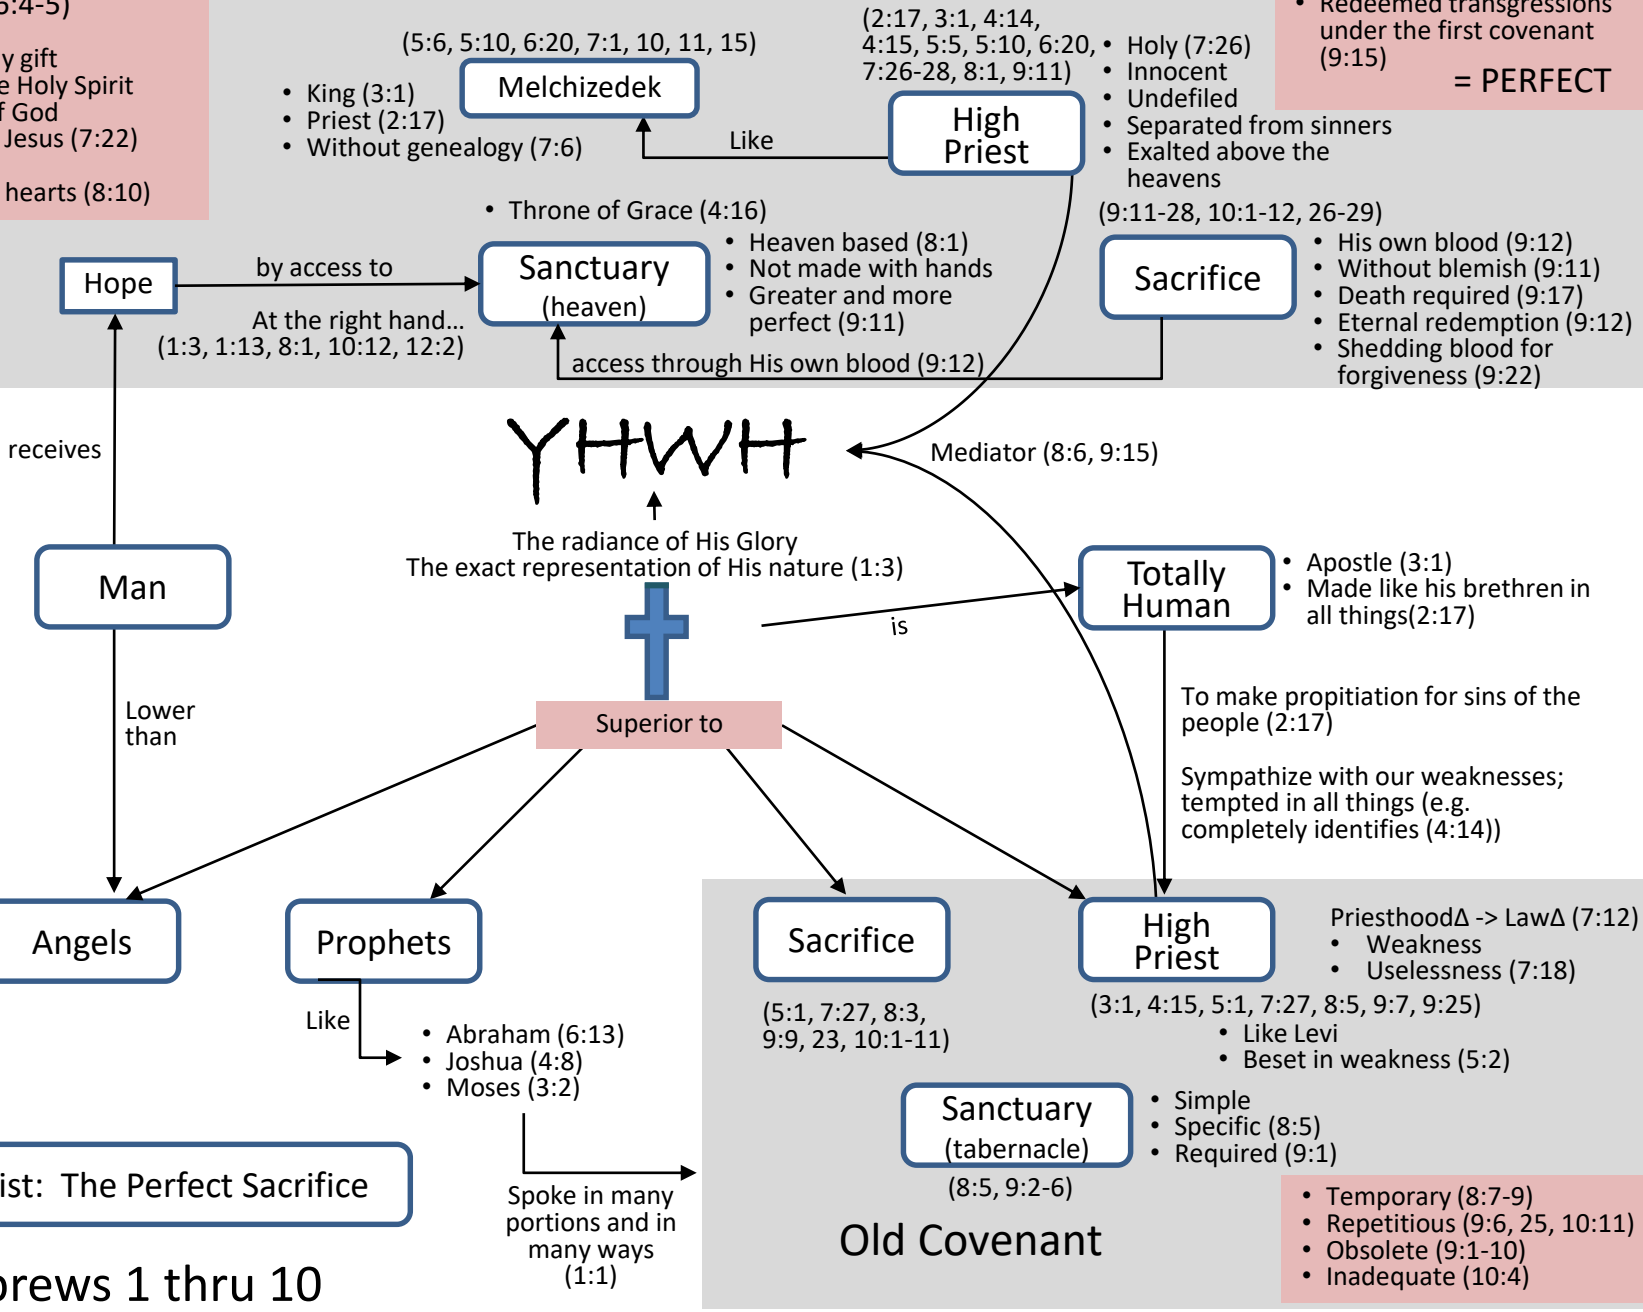 5:4-5)
y gift
e Holy Spirit
f God
Jesus (7:22)
hearts (8:10)
(5:6, 5:10, 6:20, 7:1, 10, 11, 15)
Melchizedek
• King (3:1)
• Priest (2:17)
• Without genealogy (7:6)
Like
(2:17, 3:1, 4:14,
4:15, 5:5, 5:10, 6:20,
7:26-28, 8:1, 9:11)
High
Priest
• Holy (7:26)
• Innocent
• Undefiled
• Separated from sinners
• Exalted above the
heavens
• Redeemed transgressions
under the first covenant
(9:15)
= PERFECT
• Throne of Grace (4:16)
Hope
by access to
Sanctuary
(heaven)
• Heaven based (8:1)
• Not made with hands
• Greater and more
perfect (9:11)
At the right hand…
(1:3, 1:13, 8:1, 10:12, 12:2)
(9:11-28, 10:1-12, 26-29)
Sacrifice
• His own blood (9:12)
• Without blemish (9:11)
• Death required (9:17)
• Eternal redemption (9:12)
• Shedding blood for
forgiveness (9:22)
access through His own blood (9:12)
receives
YHWH
Mediator (8:6, 9:15)
The radiance of His Glory
The exact representation of His nature (1:3)
Man
is
Totally
Human
• Apostle (3:1)
• Made like his brethren in
all things(2:17)
Lower
than
Superior to
To make propitiation for sins of the
people (2:17)
Sympathize with our weaknesses;
tempted in all things (e.g.
completely identifies (4:14))
Angels
Prophets
Like
• Abraham (6:13)
• Joshua (4:8)
• Moses (3:2)
Sacrifice
(5:1, 7:27, 8:3,
9:9, 23, 10:1-11)
High
Priest
PriesthoodΔ -> LawΔ (7:12)
• Weakness
• Uselessness (7:18)
(3:1, 4:15, 5:1, 7:27, 8:5, 9:7, 9:25)
• Like Levi
• Beset in weakness (5:2)
Sanctuary
(tabernacle)
• Simple
• Specific (8:5)
• Required (9:1)
(8:5, 9:2-6)
ist: The Perfect Sacrifice
Spoke in many
portions and in
many ways
(1:1)
Old Covenant
• Temporary (8:7-9)
• Repetitious (9:6, 25, 10:11)
• Obsolete (9:1-10)
• Inadequate (10:4)
brews 1 thru 10